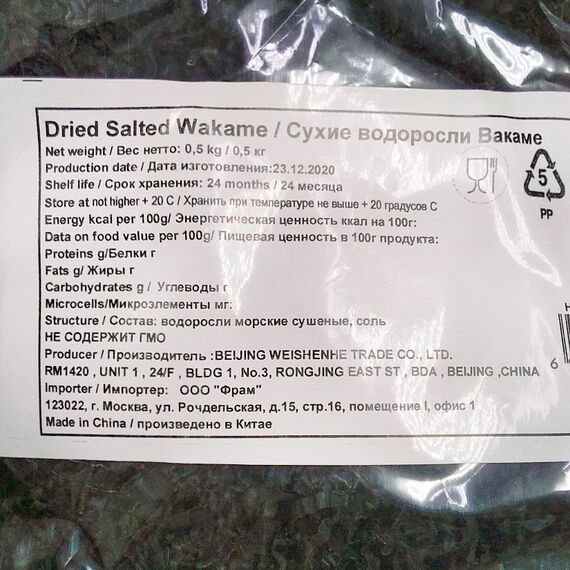 Dried Salted Wakame / Сухие водоросли Вакаме
Net weight / Вес нетто: 0,5 kg / 0,5 кг
Production date / Дата изготовления:23.12.2020
Shelf life / Срок хранения: 24 months / 24 месяца
Store at not higher + 20 C / Хранить при температуре не выше + 20 градусов С
Energy kcal per 100g/ Энергетическая ценность ккал на 100г:
Data on food value per 100g/ Пищевая ценность в 100г продукта:
Proteins g/Белки г
Fats g/ Жиры г
Carbohydrates g / Углеводы г
Microcells/Микроэлементы мг:
Structure / Состав: водоросли морские сушеные, соль
НЕ СОДЕРЖИТ ГМО
Producer / Производитель :BEIJING WEISHENHE TRADE CO., LTD.
RM1420 , UNIT 1 , 24/F , BLDG 1, No.3, RONGJING EAST ST , BDA , BEIJING ,CHINA
Importer / Импортер: ООО "Фрам"
123022, г. Москва, ул. Рочдельская, д.15, стр.16, помещение I, офис 1
Made in China / произведено в Китае
5
PP
6